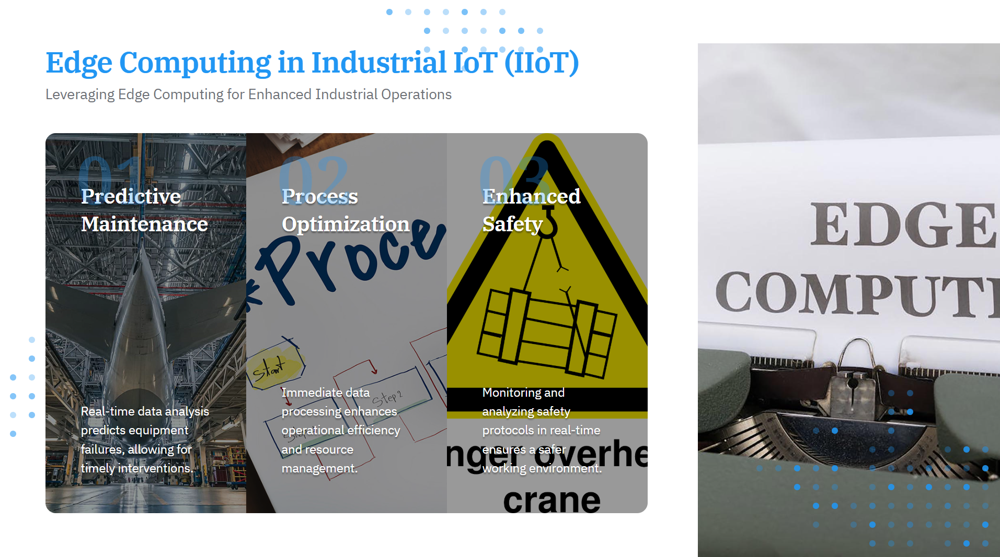 Edge Computing in Industrial IoT (IIoT)
Leveraging Edge Computing for Enhanced Industrial Operations
01
Predictive
Maintenance
Real-time data analysis
predicts equipment
failures, allowing for
timely interventions.
02
Process
Optimization
*Proce
Start
Step 2
Step
Immediate data
processing enhances
operational efficiency
and resource
management.
03
Enhanced
Safety
Monitoring and
analyzing safety
protocols in real-time
ensures a safer
working environment.
nger overhe
crane
EDGE
COMPUTI